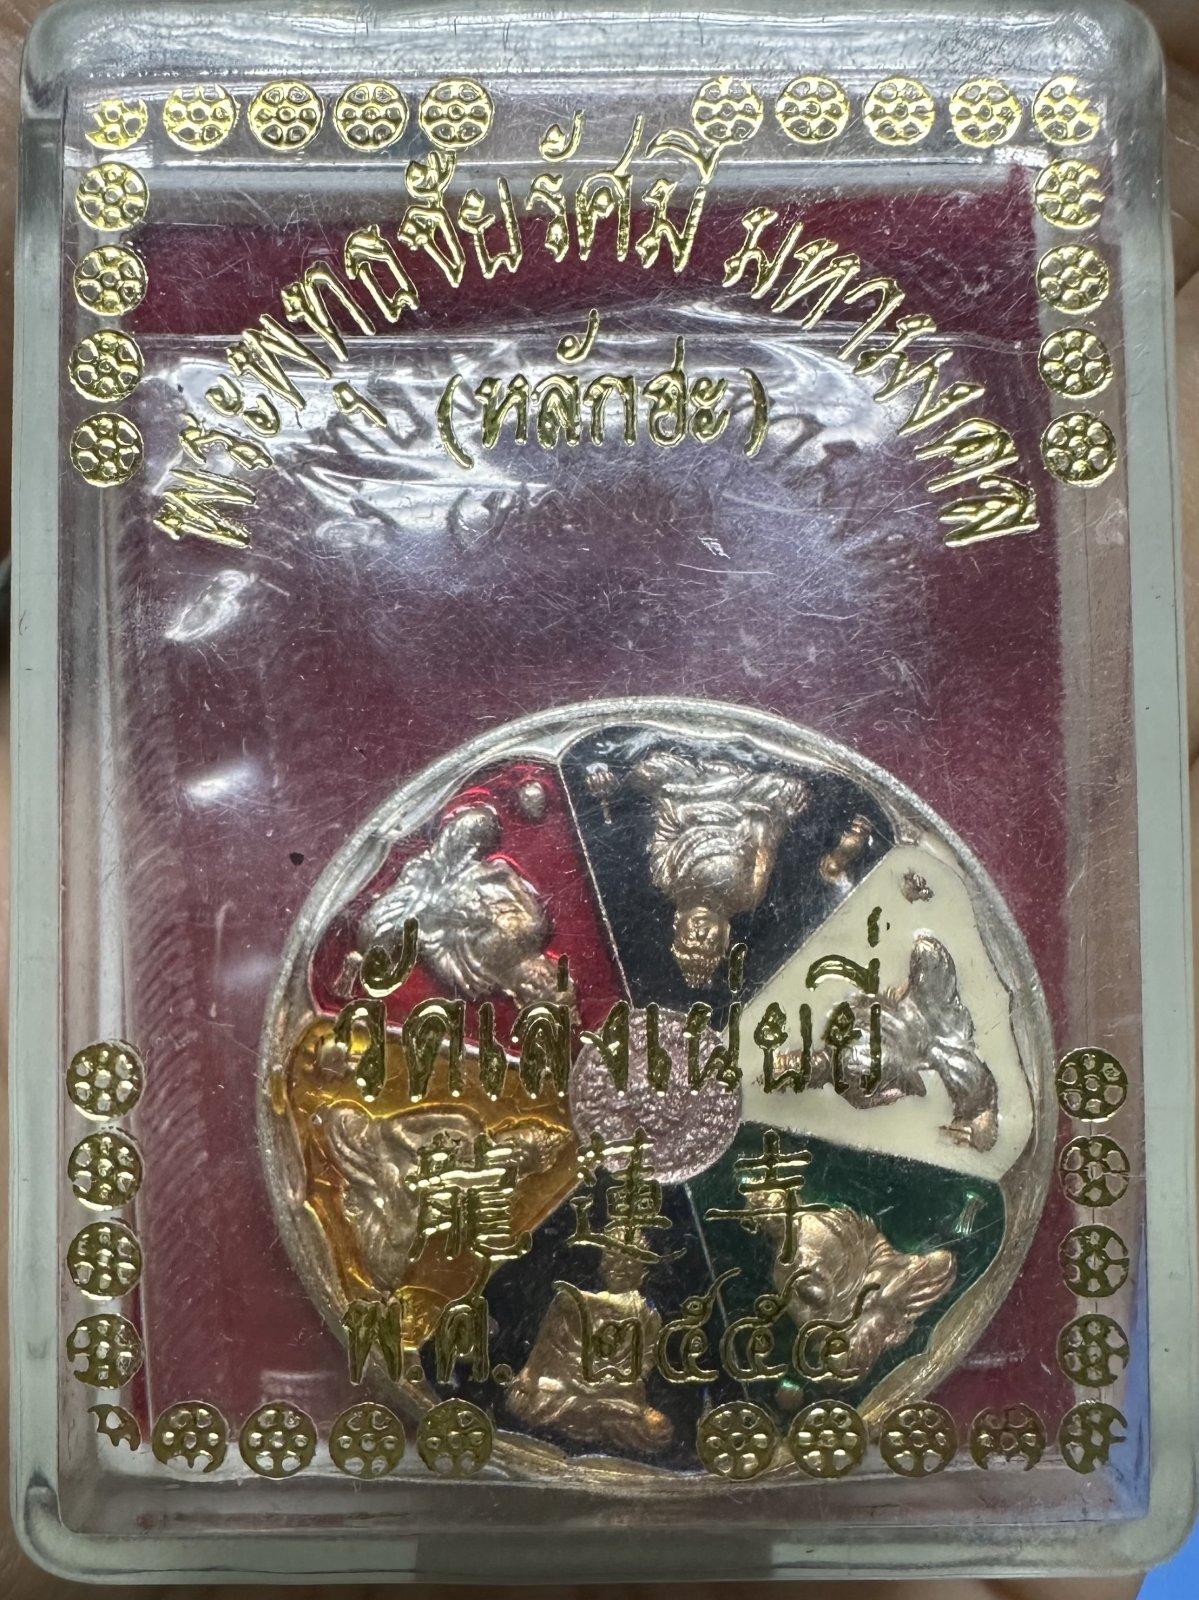 พระพุทธชัยรัศมี มหามงคล
(หลักฮะ)
วัดเล่งเน่ยยี่
龍蓮寺
พ.ศ. ๒๕๕๔